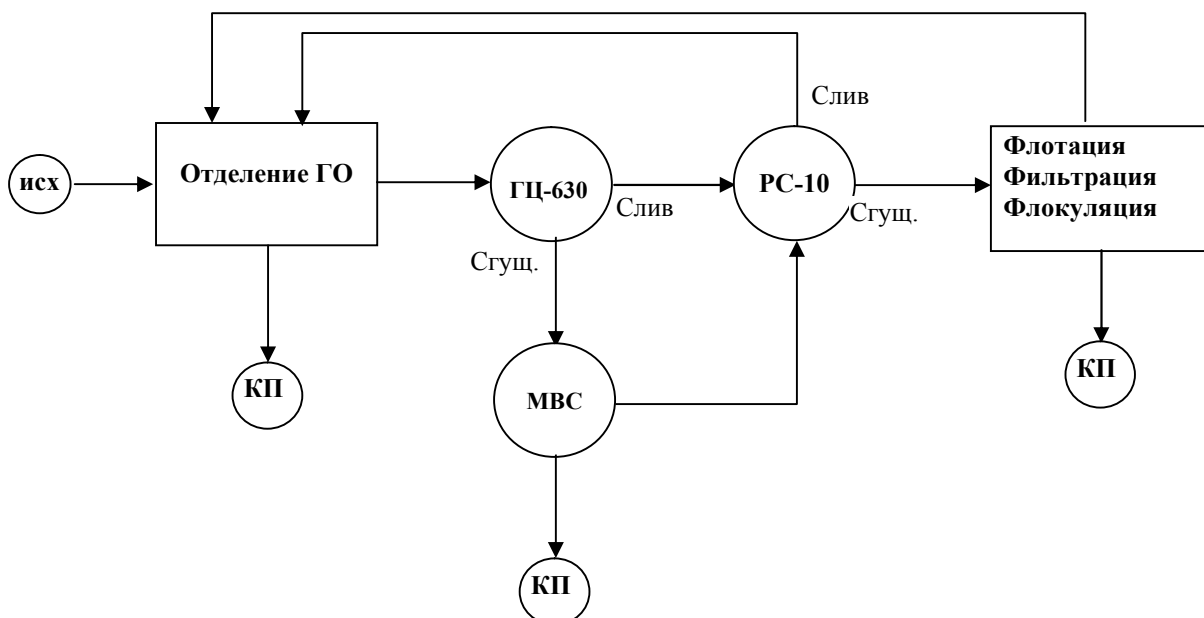 Слив
Отделение ГО
исх
ГЦ-630
Слив
РС-10
Сгущ.
Флотация
Фильтрация
Флокуляция
Сгущ.
КП
МВС
КП
КП